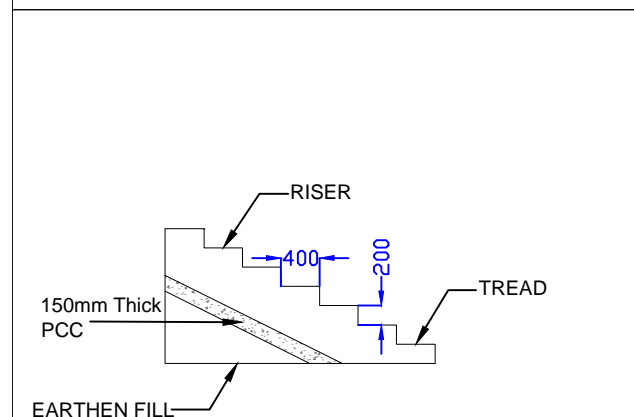 RISER
400
200
TREAD
150mm Thick
PCC
EARTHEN FILL